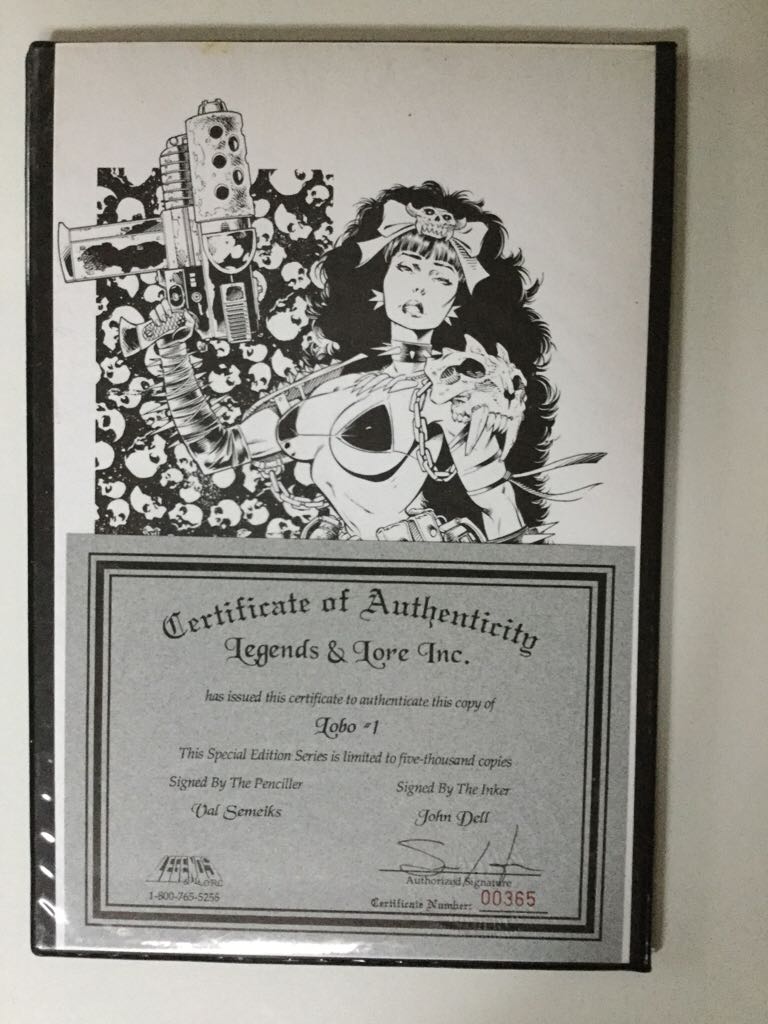 Certificate of Authenticity
Legends & Lore Inc.
has issued this certificate to authenticate this copy of
Lobo #1
This Special Edition Series is limited to five-thousand copies
Signed By The Penciller
Val Semeiks
Signed By The Inker
John Dell
LEGENDS
& LORE
1-800-765-5255
Authorized Signature
Certificate Number: 00365